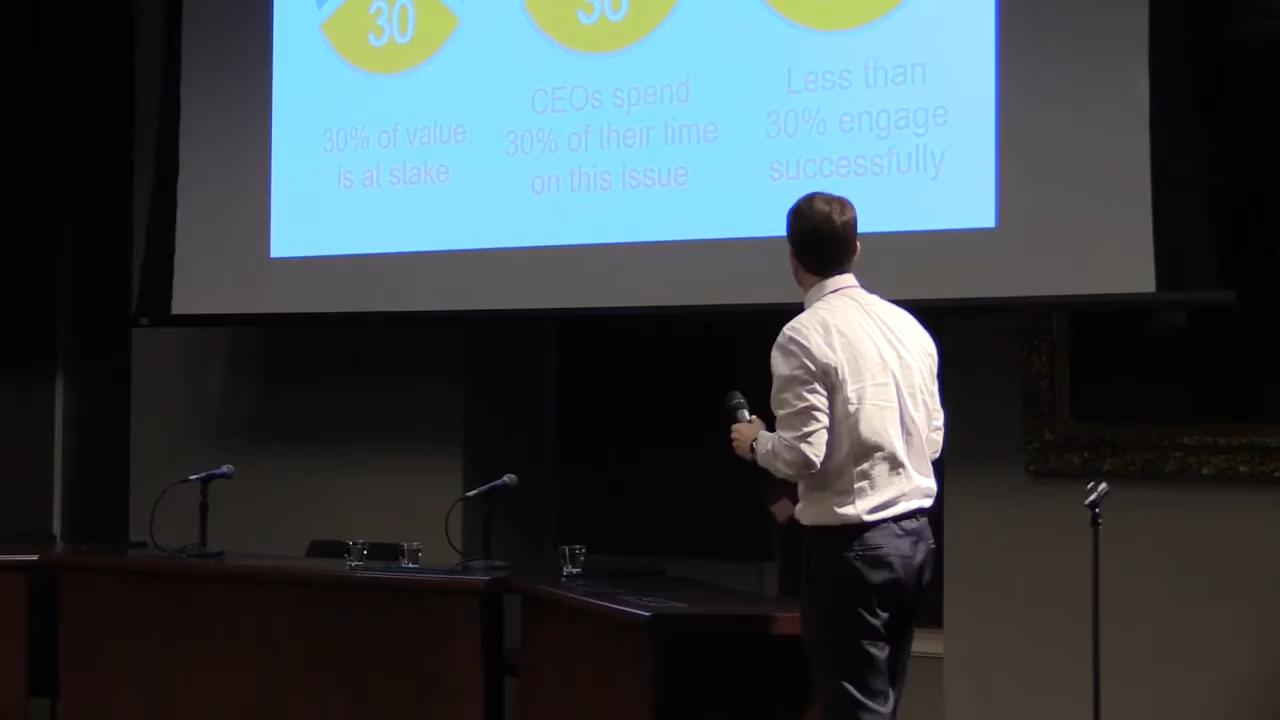 30
30
30% of value
is at stake
CEOs spend
30% of their time
on this issue
Less than
30% engage
successfully